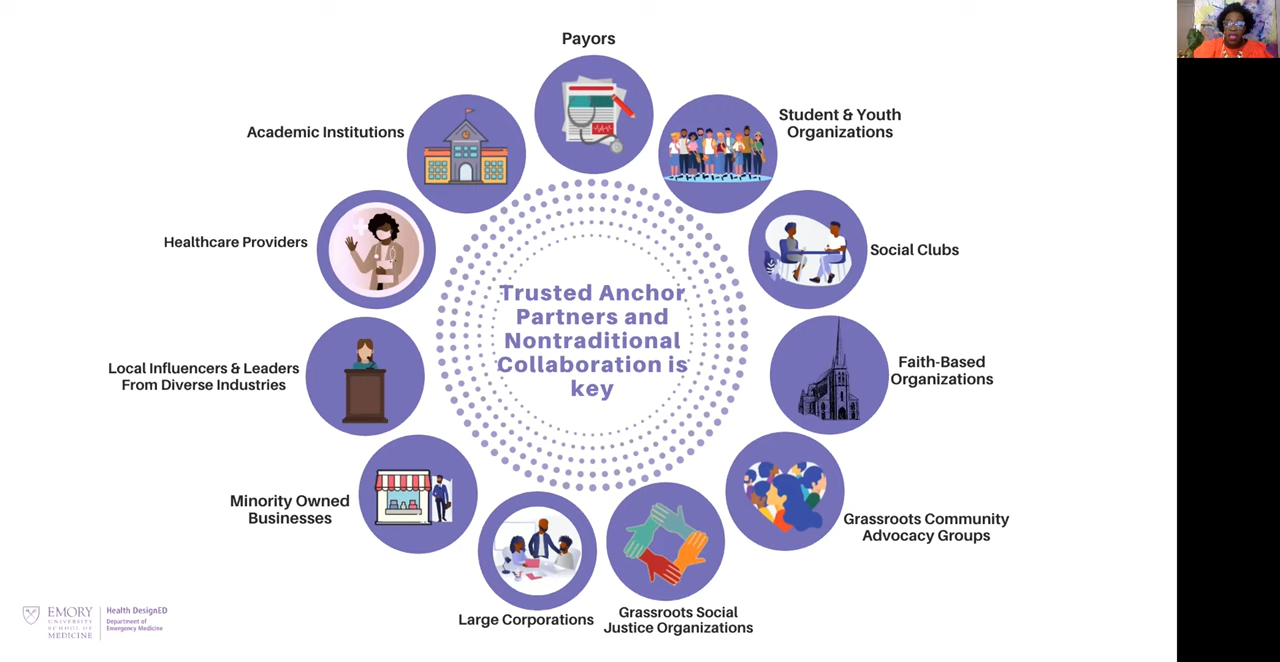 Payors
Student & Youth
Organizations
Academic Institutions
Healthcare Providers
Social Clubs
Trusted Anchor
Partners and
Nontraditional
Collaboration is
key
Local Influencers & Leaders
From Diverse Industries
Faith-Based
Organizations
Minority Owned
Businesses
Grassroots Community
Advocacy Groups
Large Corporations
Grassroots Social
Justice Organizations
EMORY
UNIVERSITY
SCHOOL OF
MEDICINE
Health DesignED
Department of
Emergency Medicine